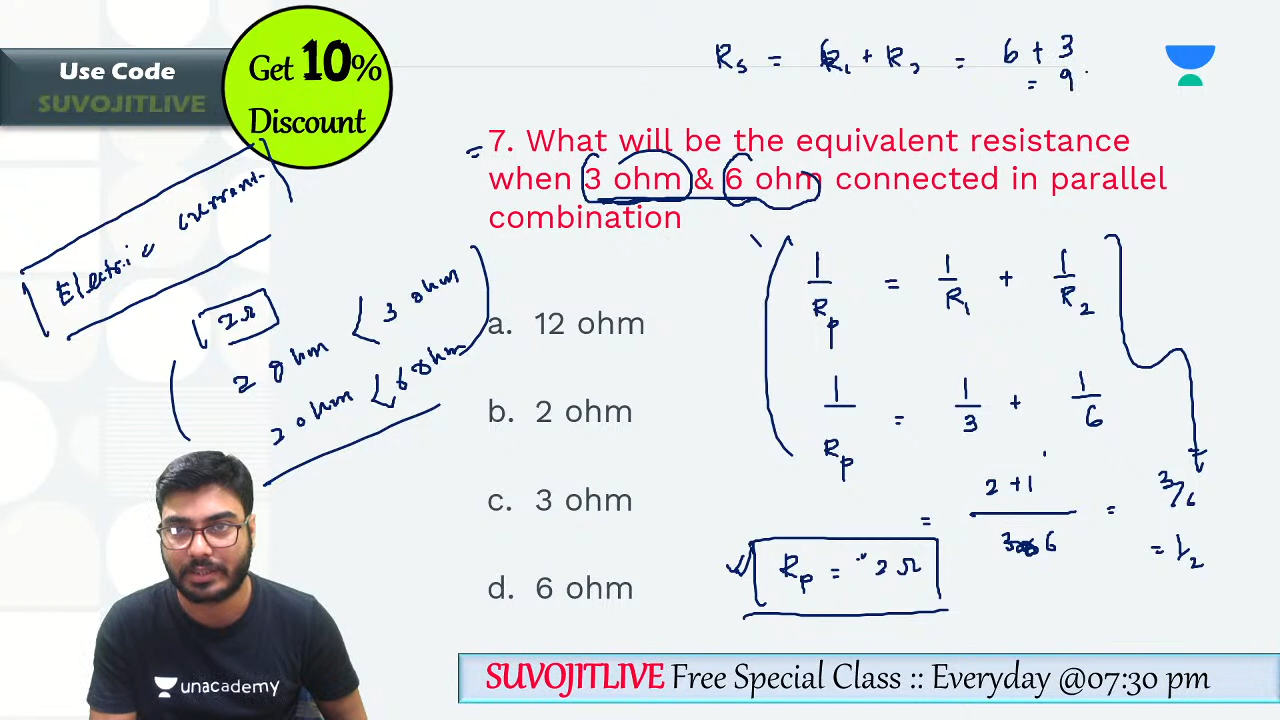 Use Code
SUVOJITLIVE
Get 10%
Discount
Rs = R₁ + R₂ = 6 + 3
= 9
7. What will be the equivalent resistance
when 3 ohm & 6 ohm connected in parallel
combination
Electric current
2Ω
2 ohm < 3 ohm
2 ohm < 6 ohm
a. 12 ohm
b. 2 ohm
c. 3 ohm
d. 6 ohm
1/Rp = 1/R₁ + 1/R₂
1/Rp = 1/3 + 1/6
= 2+1/6 = 3/6
= 1/2
Rp = 2Ω
unacademy
SUVOJITLIVE Free Special Class :: Everyday @07:30 pm